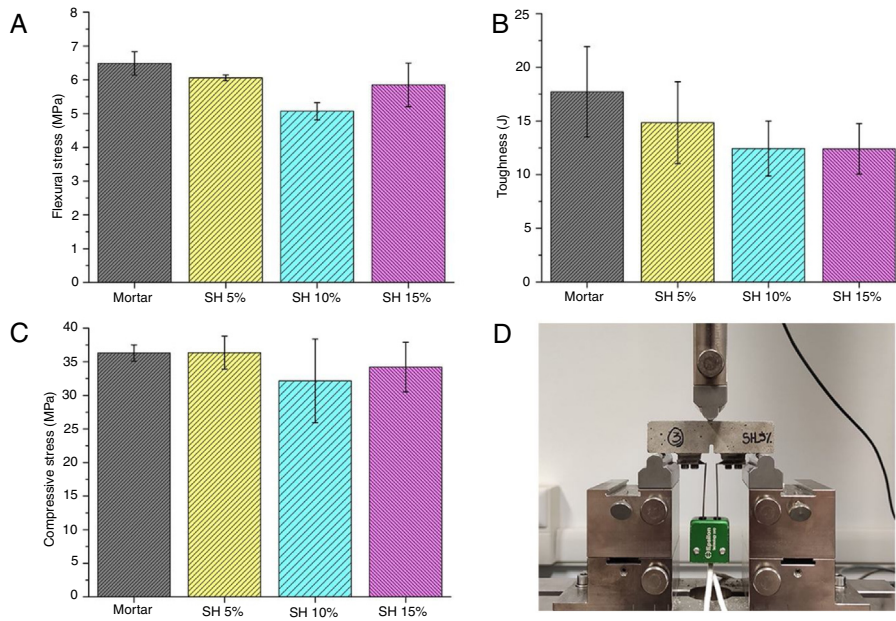 A
Flexural stress (MPa)
8
7
6
5
4
3
2
1
0
Mortar SH 5% SH 10% SH 15%
B
Toughness (J)
25
20
15
10
5
0
Mortar SH 5% SH 10% SH 15%
C
Compressive stress (MPa)
40
35
30
25
20
15
10
5
0
Mortar SH 5% SH 10% SH 15%
D
3
SH5%
Epsilon